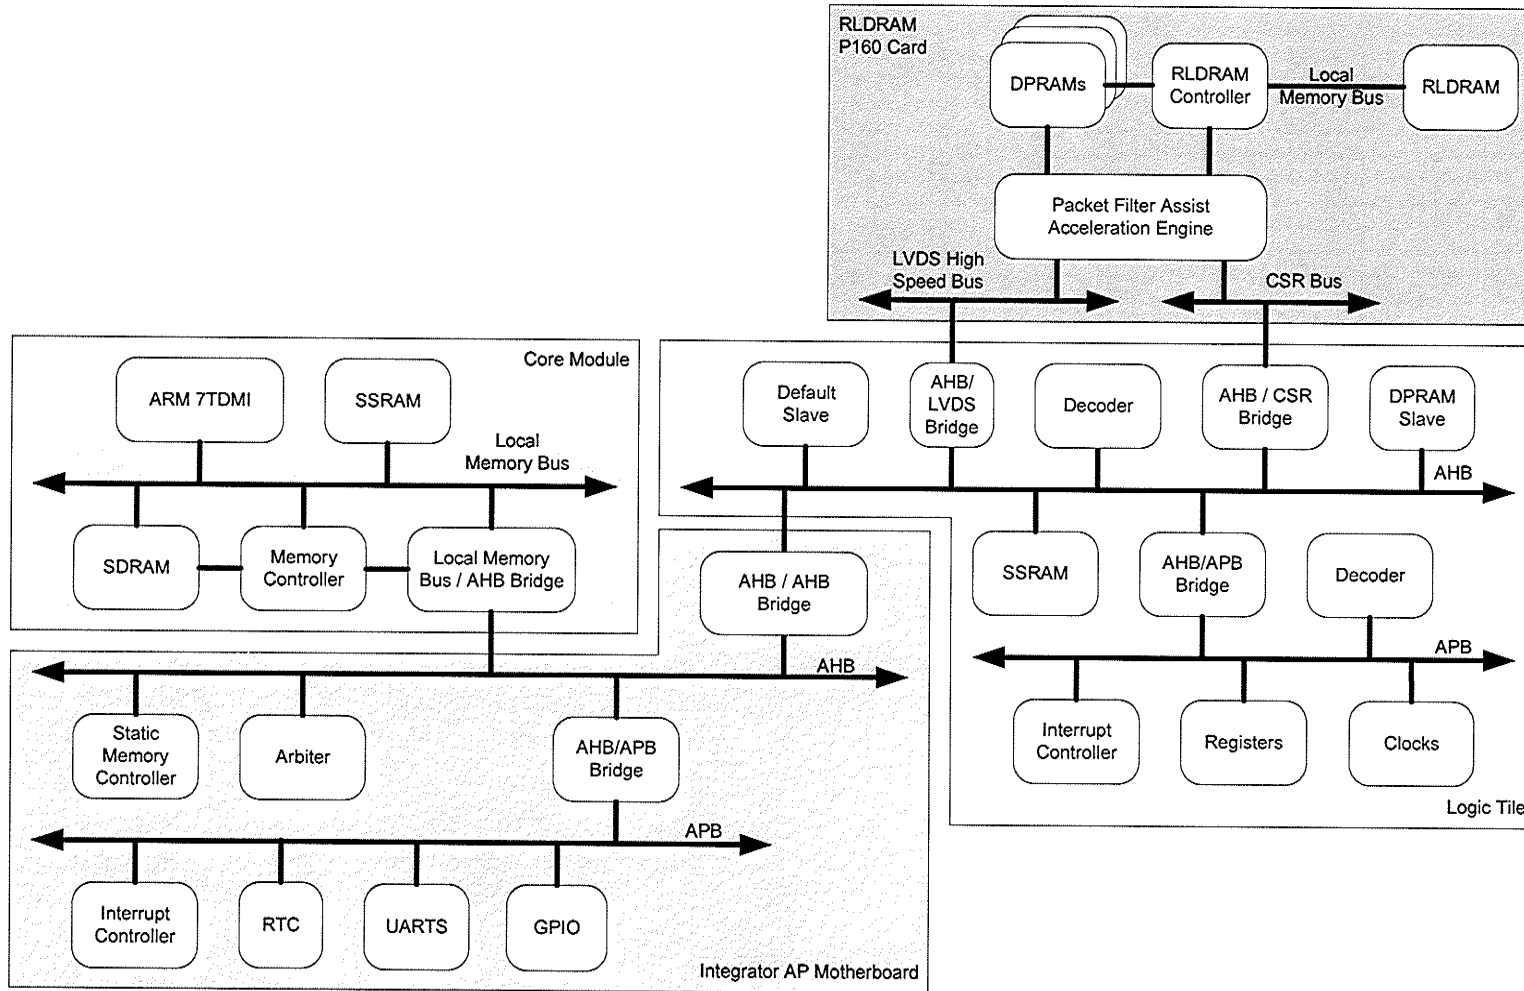 RLDRAM
P160 Card
DPRAMs
RLDRAM
Controller
Local
Memory Bus
RLDRAM
Packet Filter Assist
Acceleration Engine
LVDS High
Speed Bus
CSR Bus
Core Module
ARM 7TDMI
SSRAM
Local
Memory Bus
SDRAM
Memory
Controller
Local Memory
Bus / AHB Bridge
Default
Slave
AHB/
LVDS
Bridge
Decoder
AHB / CSR
Bridge
DPRAM
Slave
AHB
SSRAM
AHB/APB
Bridge
Decoder
APB
Interrupt
Controller
Registers
Clocks
Logic Tile
AHB / AHB
Bridge
AHB
Static
Memory
Controller
Arbiter
AHB/APB
Bridge
APB
Interrupt
Controller
RTC
UARTS
GPIO
Integrator AP Motherboard